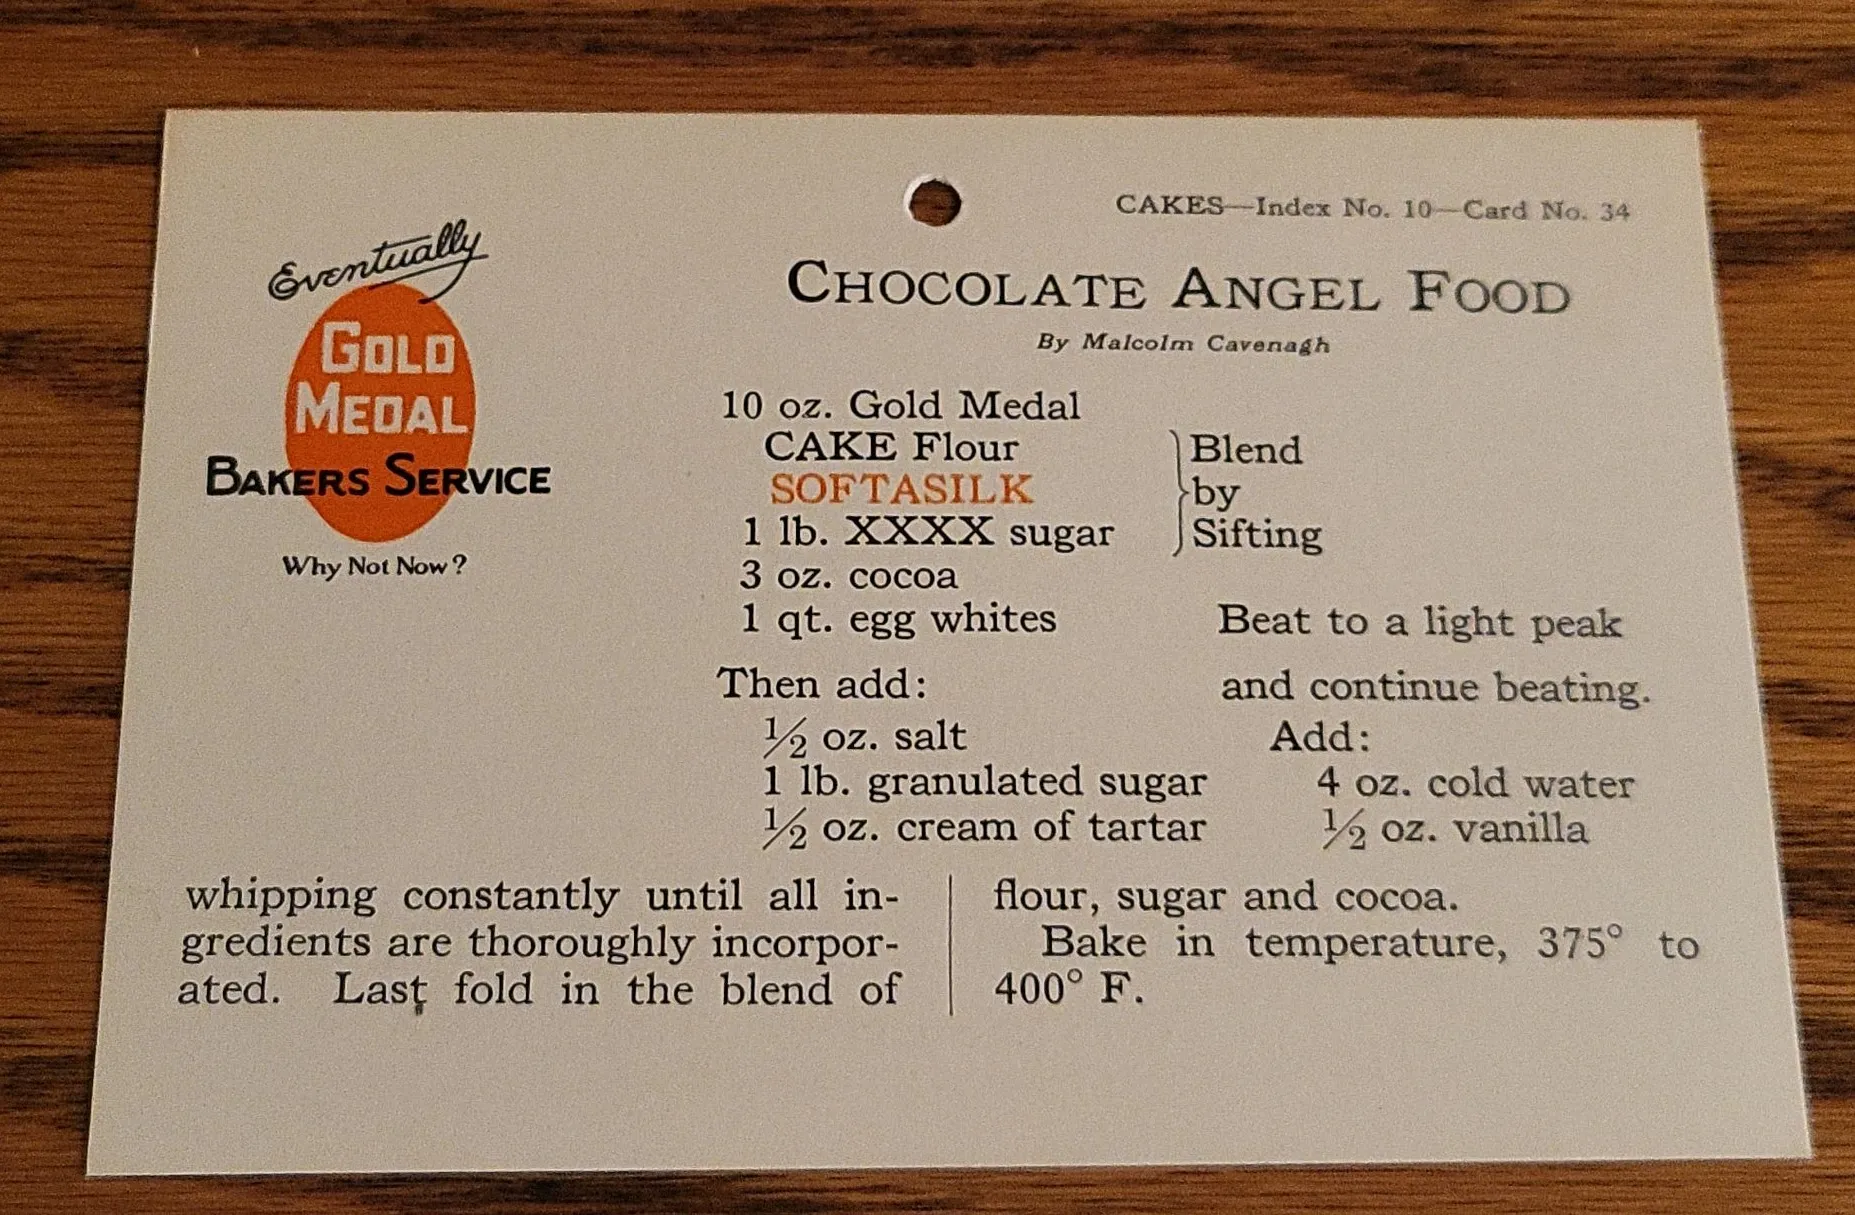 CAKES—Index No. 10—Card No. 34
Eventually
GOLD
MEDAL
BAKERS SERVICE
Why Not Now?
CHOCOLATE ANGEL FOOD
By Malcolm Cavenagh
10 oz. Gold Medal
CAKE Flour
SOFTASILK
1 lb. XXXX sugar
3 oz. cocoa
Blend
by
Sifting
1 qt. egg whites Beat to a light peak
Then add: and continue beating.
½ oz. salt
1 lb. granulated sugar
½ oz. cream of tartar
Add:
4 oz. cold water
½ oz. vanilla
whipping constantly until all in-
gredients are thoroughly incorpor-
ated. Last fold in the blend of
flour, sugar and cocoa.
Bake in temperature, 375° to
400° F.